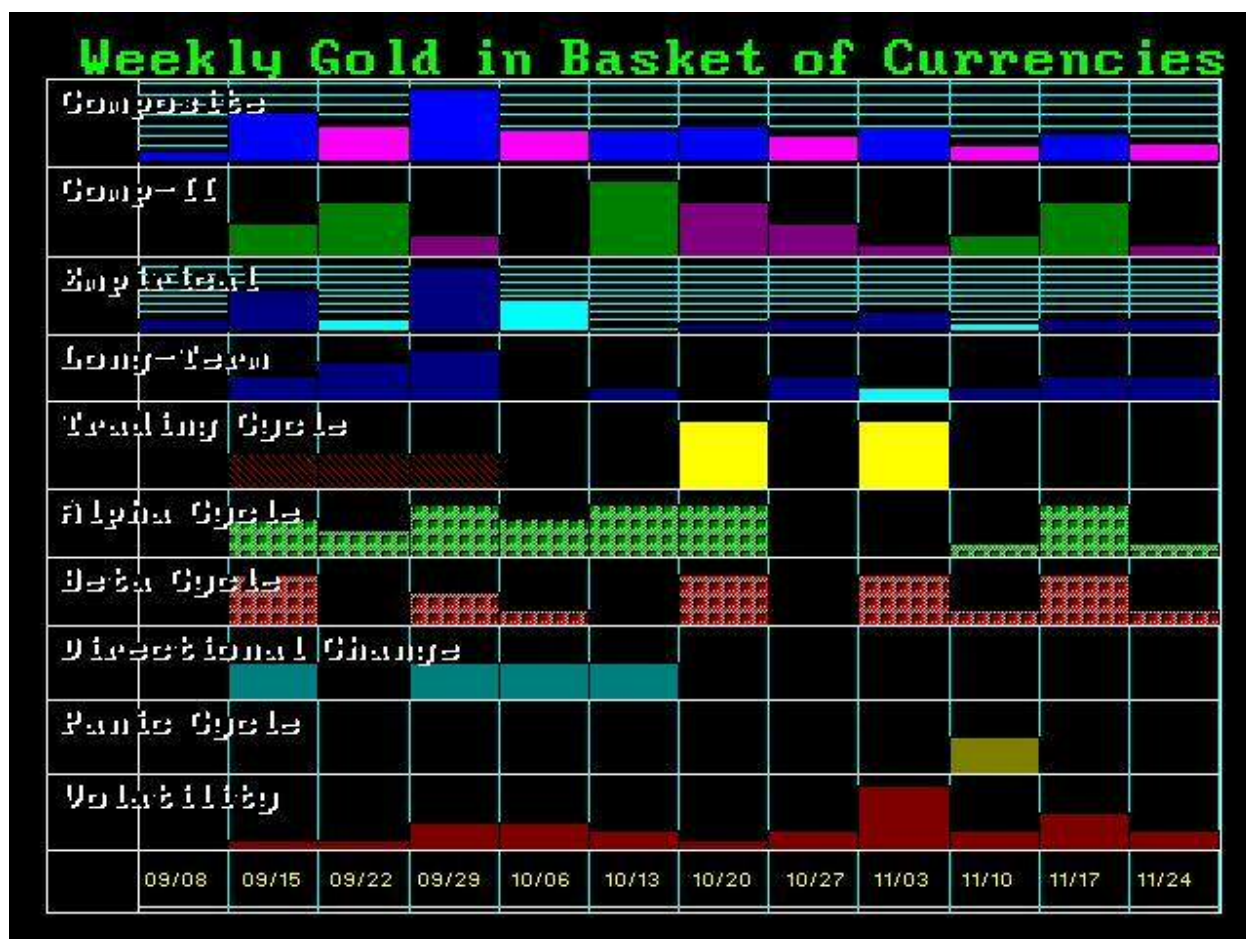 Weekly Gold in Basket of Currencies
Composite
Comp-II
Empirical
Long-Term
Trading Cycle
Alpha Cycle
Beta Cycle
Directional Change
Panic Cycle
Volatility
09/08 09/15 09/22 09/29 10/06 10/13 10/20 10/27 11/03 11/10 11/17 11/24